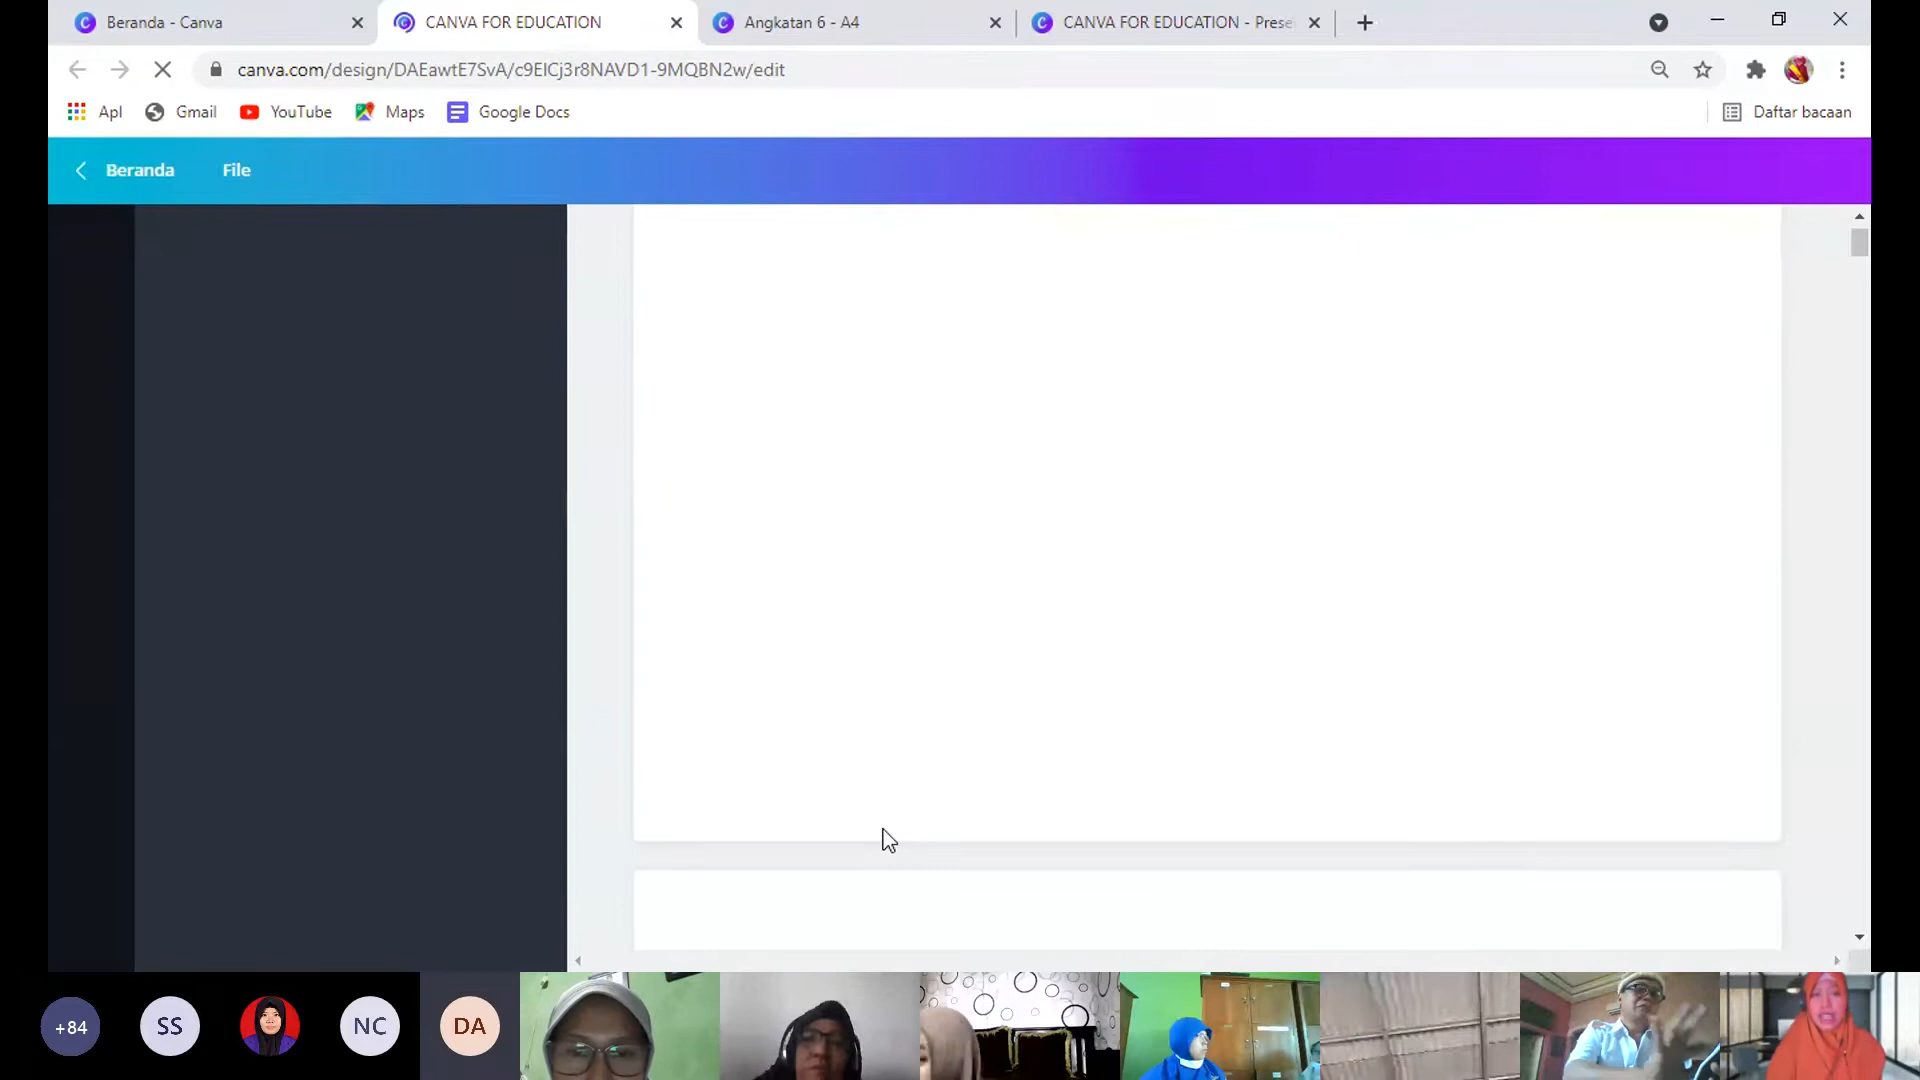 Beranda - Canva
CANVA FOR EDUCATION
Angkatan 6 - A4
CANVA FOR EDUCATION - Prese
canva.com/design/DAEawtE7SvA/c9ElCj3r8NAVD1-9MQBN2w/edit
Apl
Gmail
YouTube
Maps
Google Docs
Daftar bacaan
Beranda
File
+84
SS
NC
DA